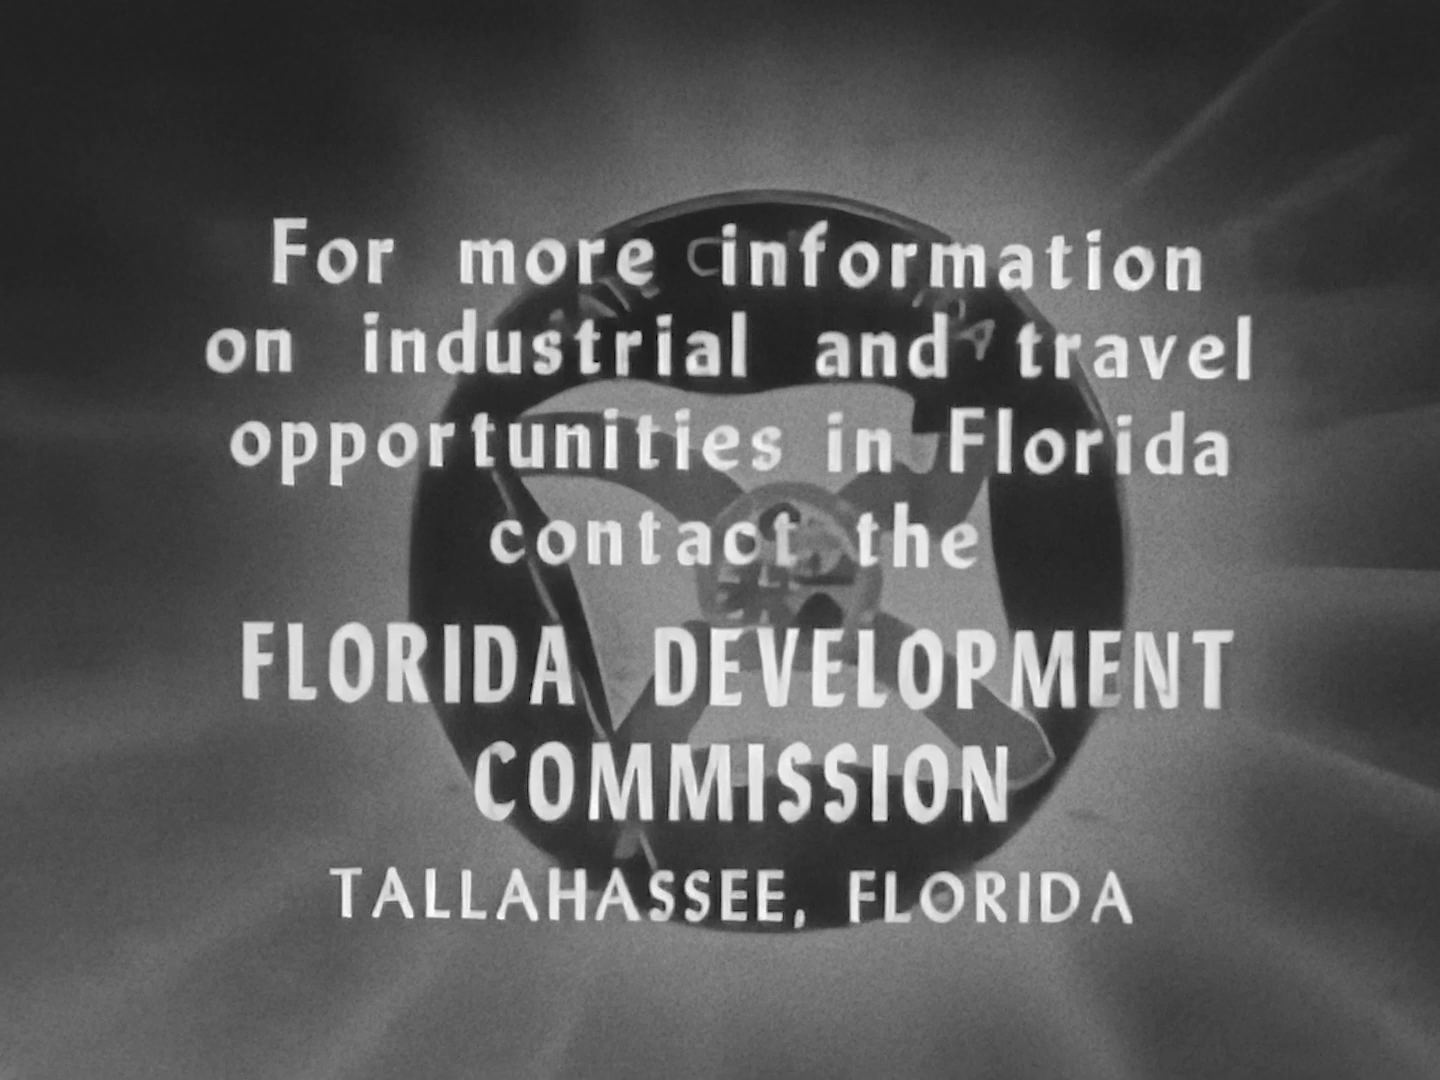 For more information
on industrial and travel
opportunities in Florida
contact the
FLORIDA DEVELOPMENT
COMMISSION
TALLAHASSEE, FLORIDA